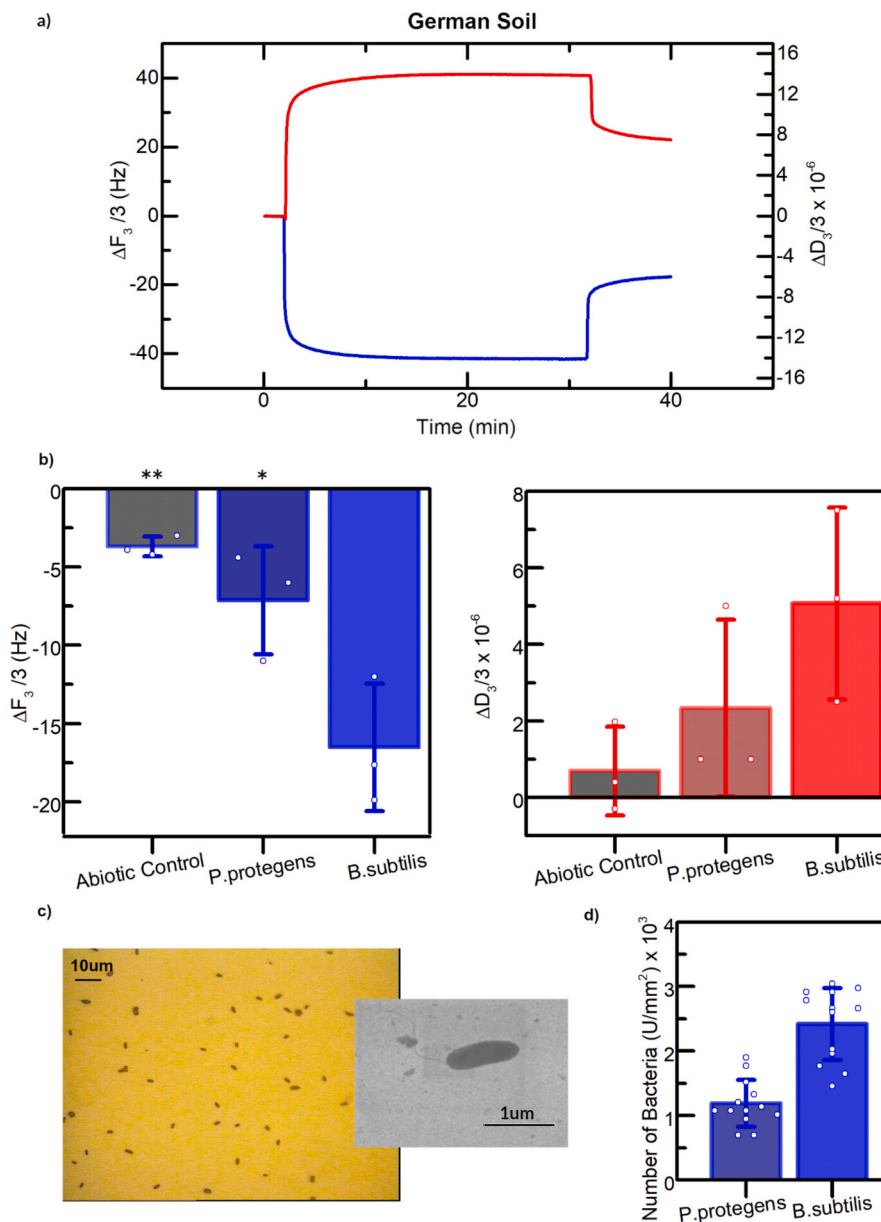 a)
German Soil
ΔF₃ /3 (Hz)
40
20
0
-20
-40
16
12
8
4
0
-4
-8
-12
-16
ΔD₃/3 x 10⁻⁶
0
20
40
Time (min)
b)
ΔF₃ /3 (Hz)
0
-5
-10
-15
-20
**
*
Abiotic Control
P.protegens
B.subtilis
ΔD₃/3 x 10⁻⁶
8
6
4
2
0
Abiotic Control
P.protegens
B.subtilis
c)
10um
1um
d)
Number of Bacteria (U/mm²) x 10³
4
3
2
1
0
P.protegens
B.subtilis